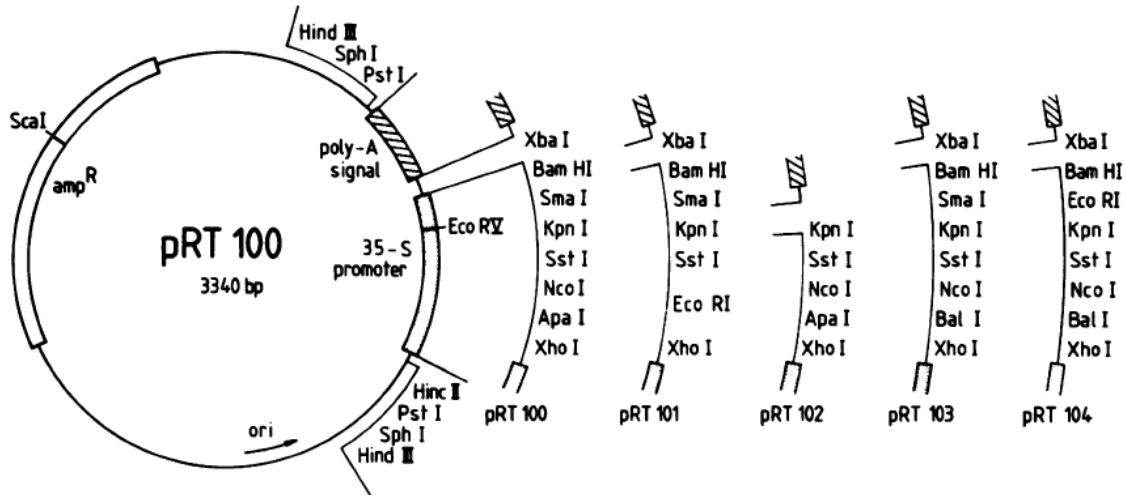 Hind III
Sph I
Pst I
ScaI
amp^R
poly-A
signal
Eco RV
pRT 100
3340 bp
35-S
promoter
Hinc II
Pst I
Sph I
Hind III
ori
Xba I
Bam HI
Sma I
Kpn I
Sst I
Nco I
Apa I
Xho I
pRT 100
Xba I
Bam HI
Sma I
Kpn I
Sst I
Eco RI
Xho I
pRT 101
Kpn I
Sst I
Nco I
Apa I
Xho I
pRT 102
Xba I
Bam HI
Sma I
Kpn I
Sst I
Nco I
Bal I
Xho I
pRT 103
Xba I
Bam HI
Eco RI
Kpn I
Sst I
Nco I
Bal I
Xho I
pRT 104